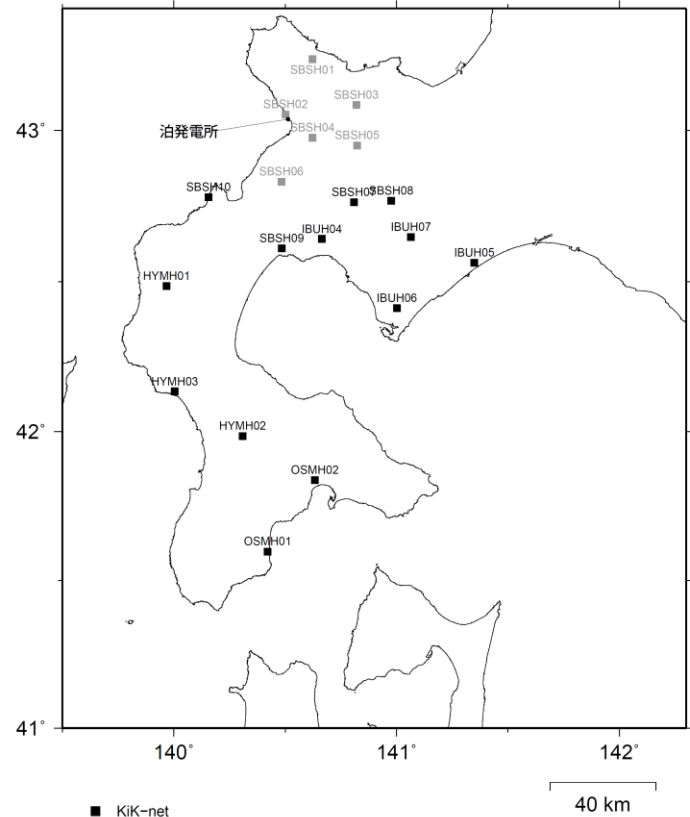 SBSH01
SBSH03
SBSH02
43°
泊発電所
SBSH04
SBSH05
SBSH06
SBSH10
SBSH07
SBSH08
IBUH04
IBUH07
SBSH09
IBUH05
HYMH01
IBUH06
HYMH03
42°
HYMH02
OSMH02
OSMH01
41°
140°
141°
142°
40 km
KiK-net